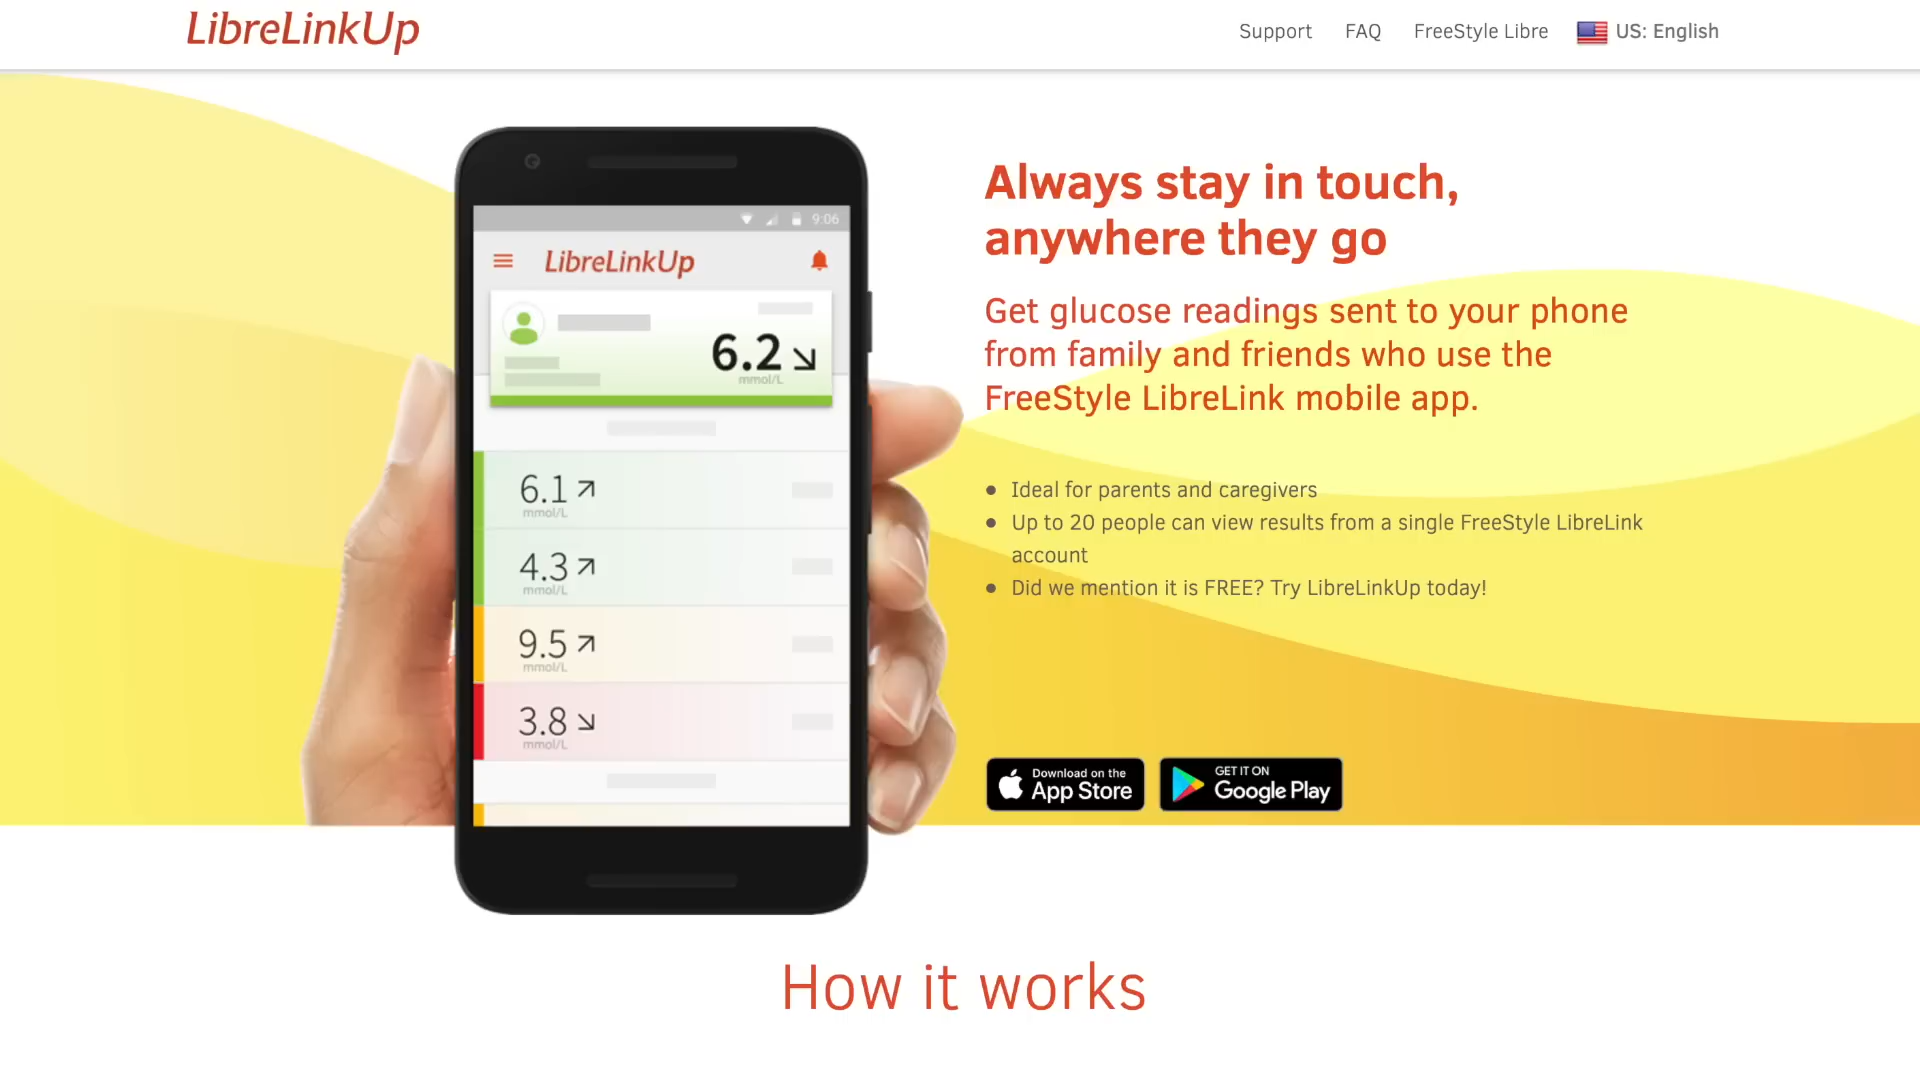 LibreLinkUp
Support
FAQ
FreeStyle Libre
US: English
9:06
LibreLinkUp
6.2
mmol/L
6.1
mmol/L
4.3
mmol/L
9.5
mmol/L
3.8
mmol/L
Always stay in touch,
anywhere they go
Get glucose readings sent to your phone
from family and friends who use the
FreeStyle LibreLink mobile app.
● Ideal for parents and caregivers
● Up to 20 people can view results from a single FreeStyle LibreLink
account
● Did we mention it is FREE? Try LibreLinkUp today!
Download on the
App Store
GET IT ON
Google Play
How it works